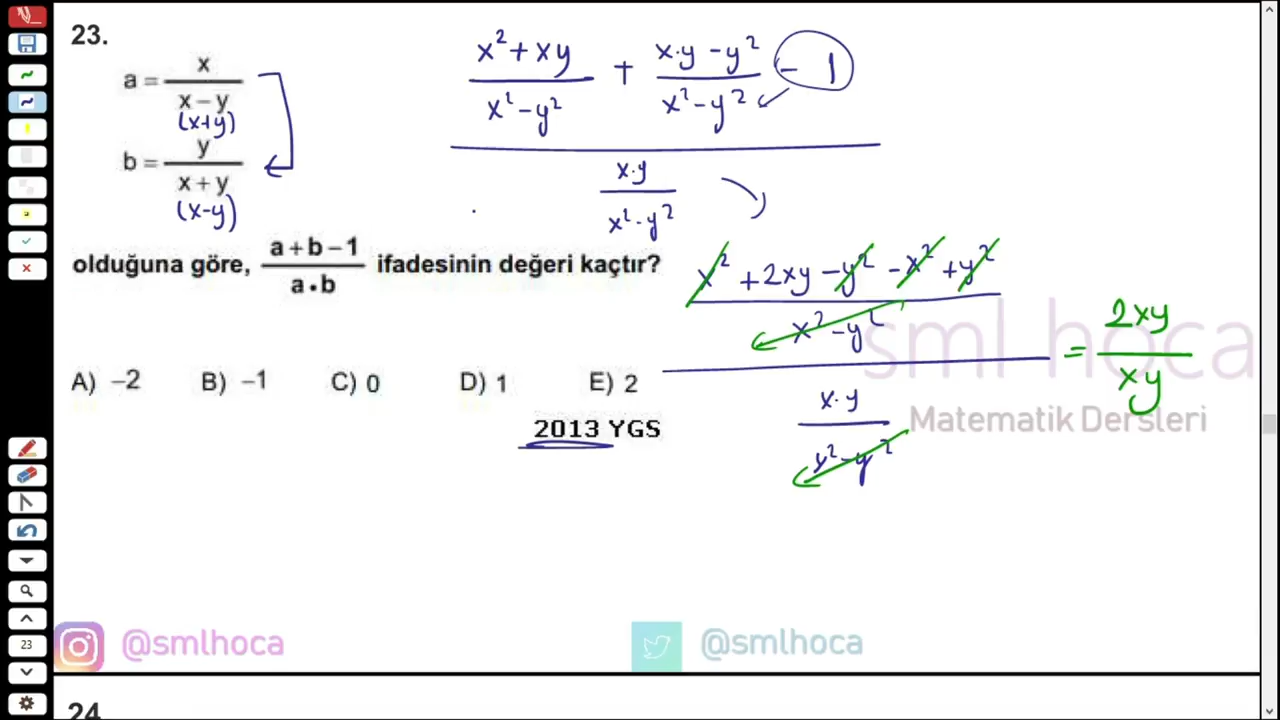 23.
a = x / x − y
(x+y)
b = y / x + y
(x-y)
x² + xy / x² - y² + x·y - y² / x² - y² - 1
x·y / x² - y²
olduğuna göre, a + b − 1 / a • b ifadesinin değeri kaçtır?
x² + 2xy - y² - x² + y² / x² - y²
x·y / x² - y²
= 2xy / xy
A) −2 B) −1 C) 0 D) 1 E) 2
2013 YGS
sml hoca
Matematik Dersleri
23
@smlhoca @smlhoca
24